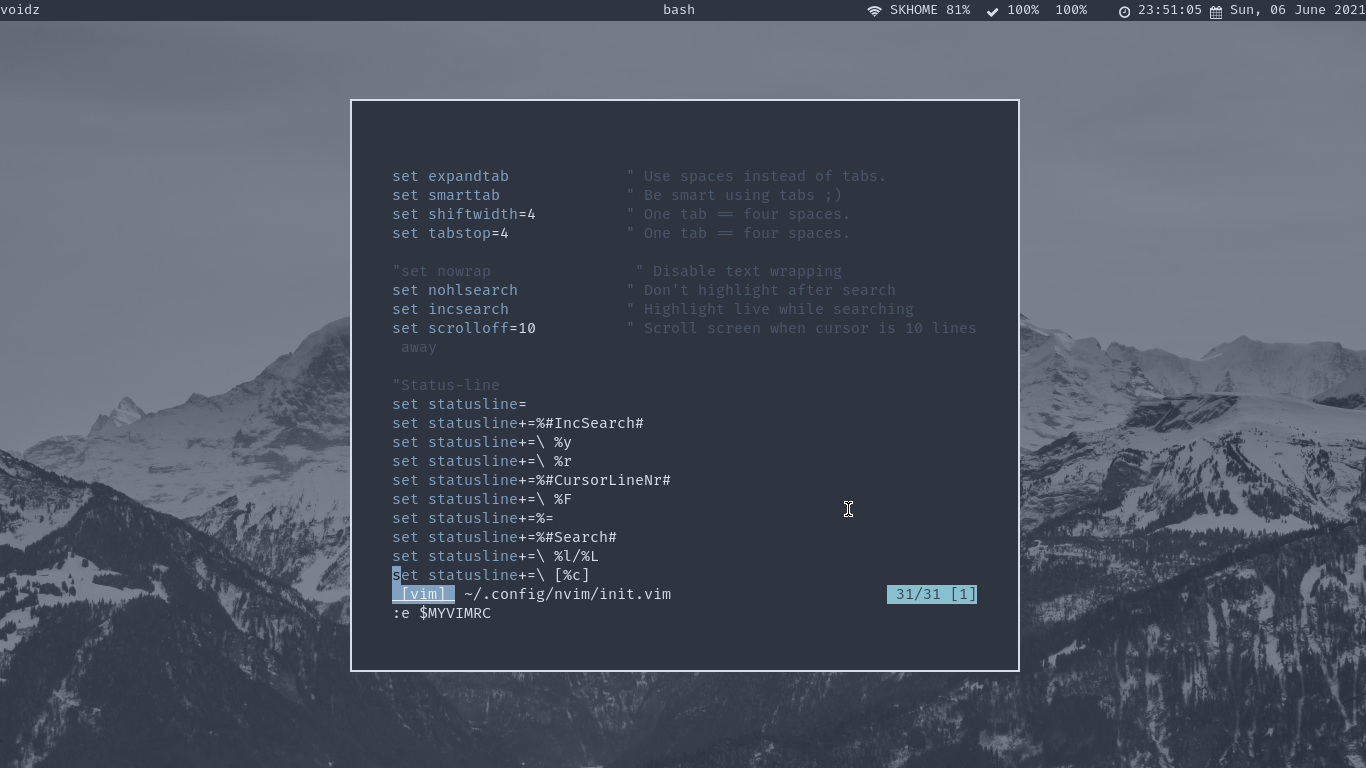 voidz bash SKHOME 81% 100% 100% 23:51:05 Sun, 06 June 2021
set expandtab " Use spaces instead of tabs.
set smarttab " Be smart using tabs ;)
set shiftwidth=4 " One tab == four spaces.
set tabstop=4 " One tab == four spaces.
"set nowrap " Disable text wrapping
set nohlsearch " Don't highlight after search
set incsearch " Highlight live while searching
set scrolloff=10 " Scroll screen when cursor is 10 lines
away
"Status-line
set statusline=
set statusline+=%#IncSearch#
set statusline+=\ %y
set statusline+=\ %r
set statusline+=%#CursorLineNr#
set statusline+=\ %F
set statusline+=%=
set statusline+=%#Search#
set statusline+=\ %l/%L
set statusline+=\ [%c]
[vim] ~/.config/nvim/init.vim 31/31 [1]
:e $MYVIMRC